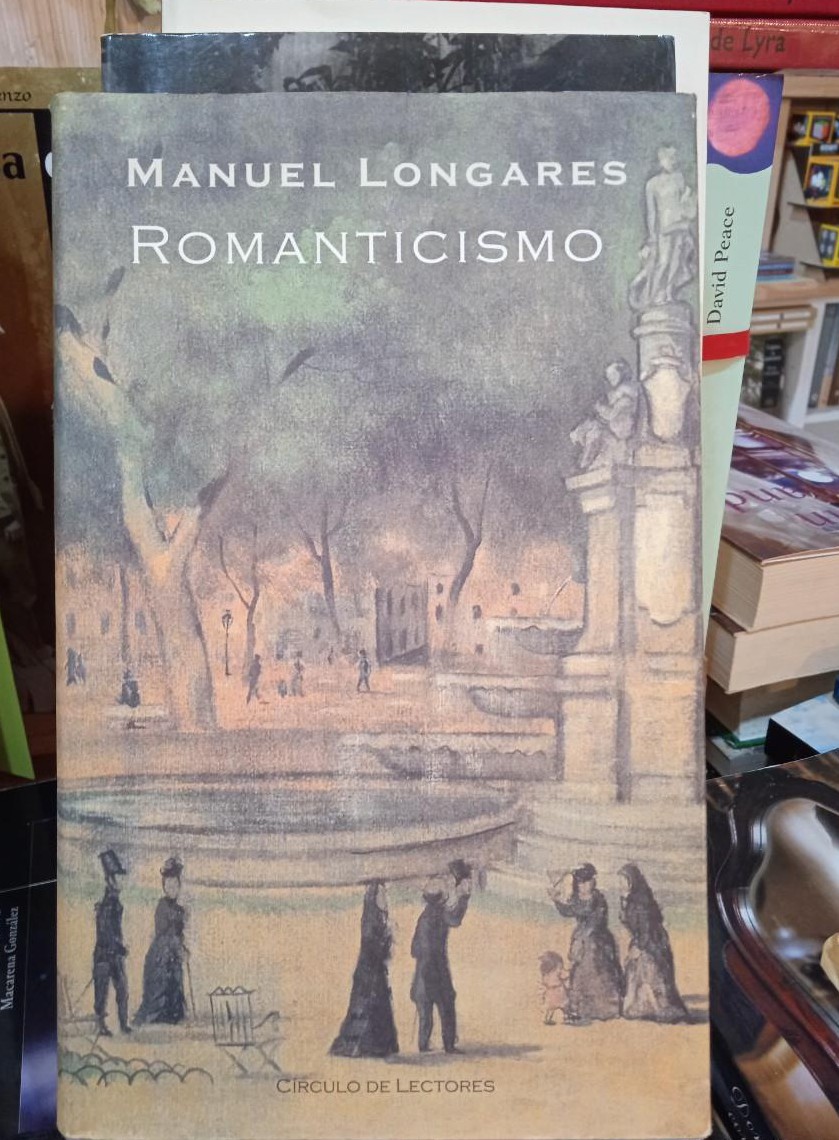 MANUEL LONGARES
ROMANTICISMO
CÍRCULO DE LECTORES
de Lyra
David Peace
Macarena González